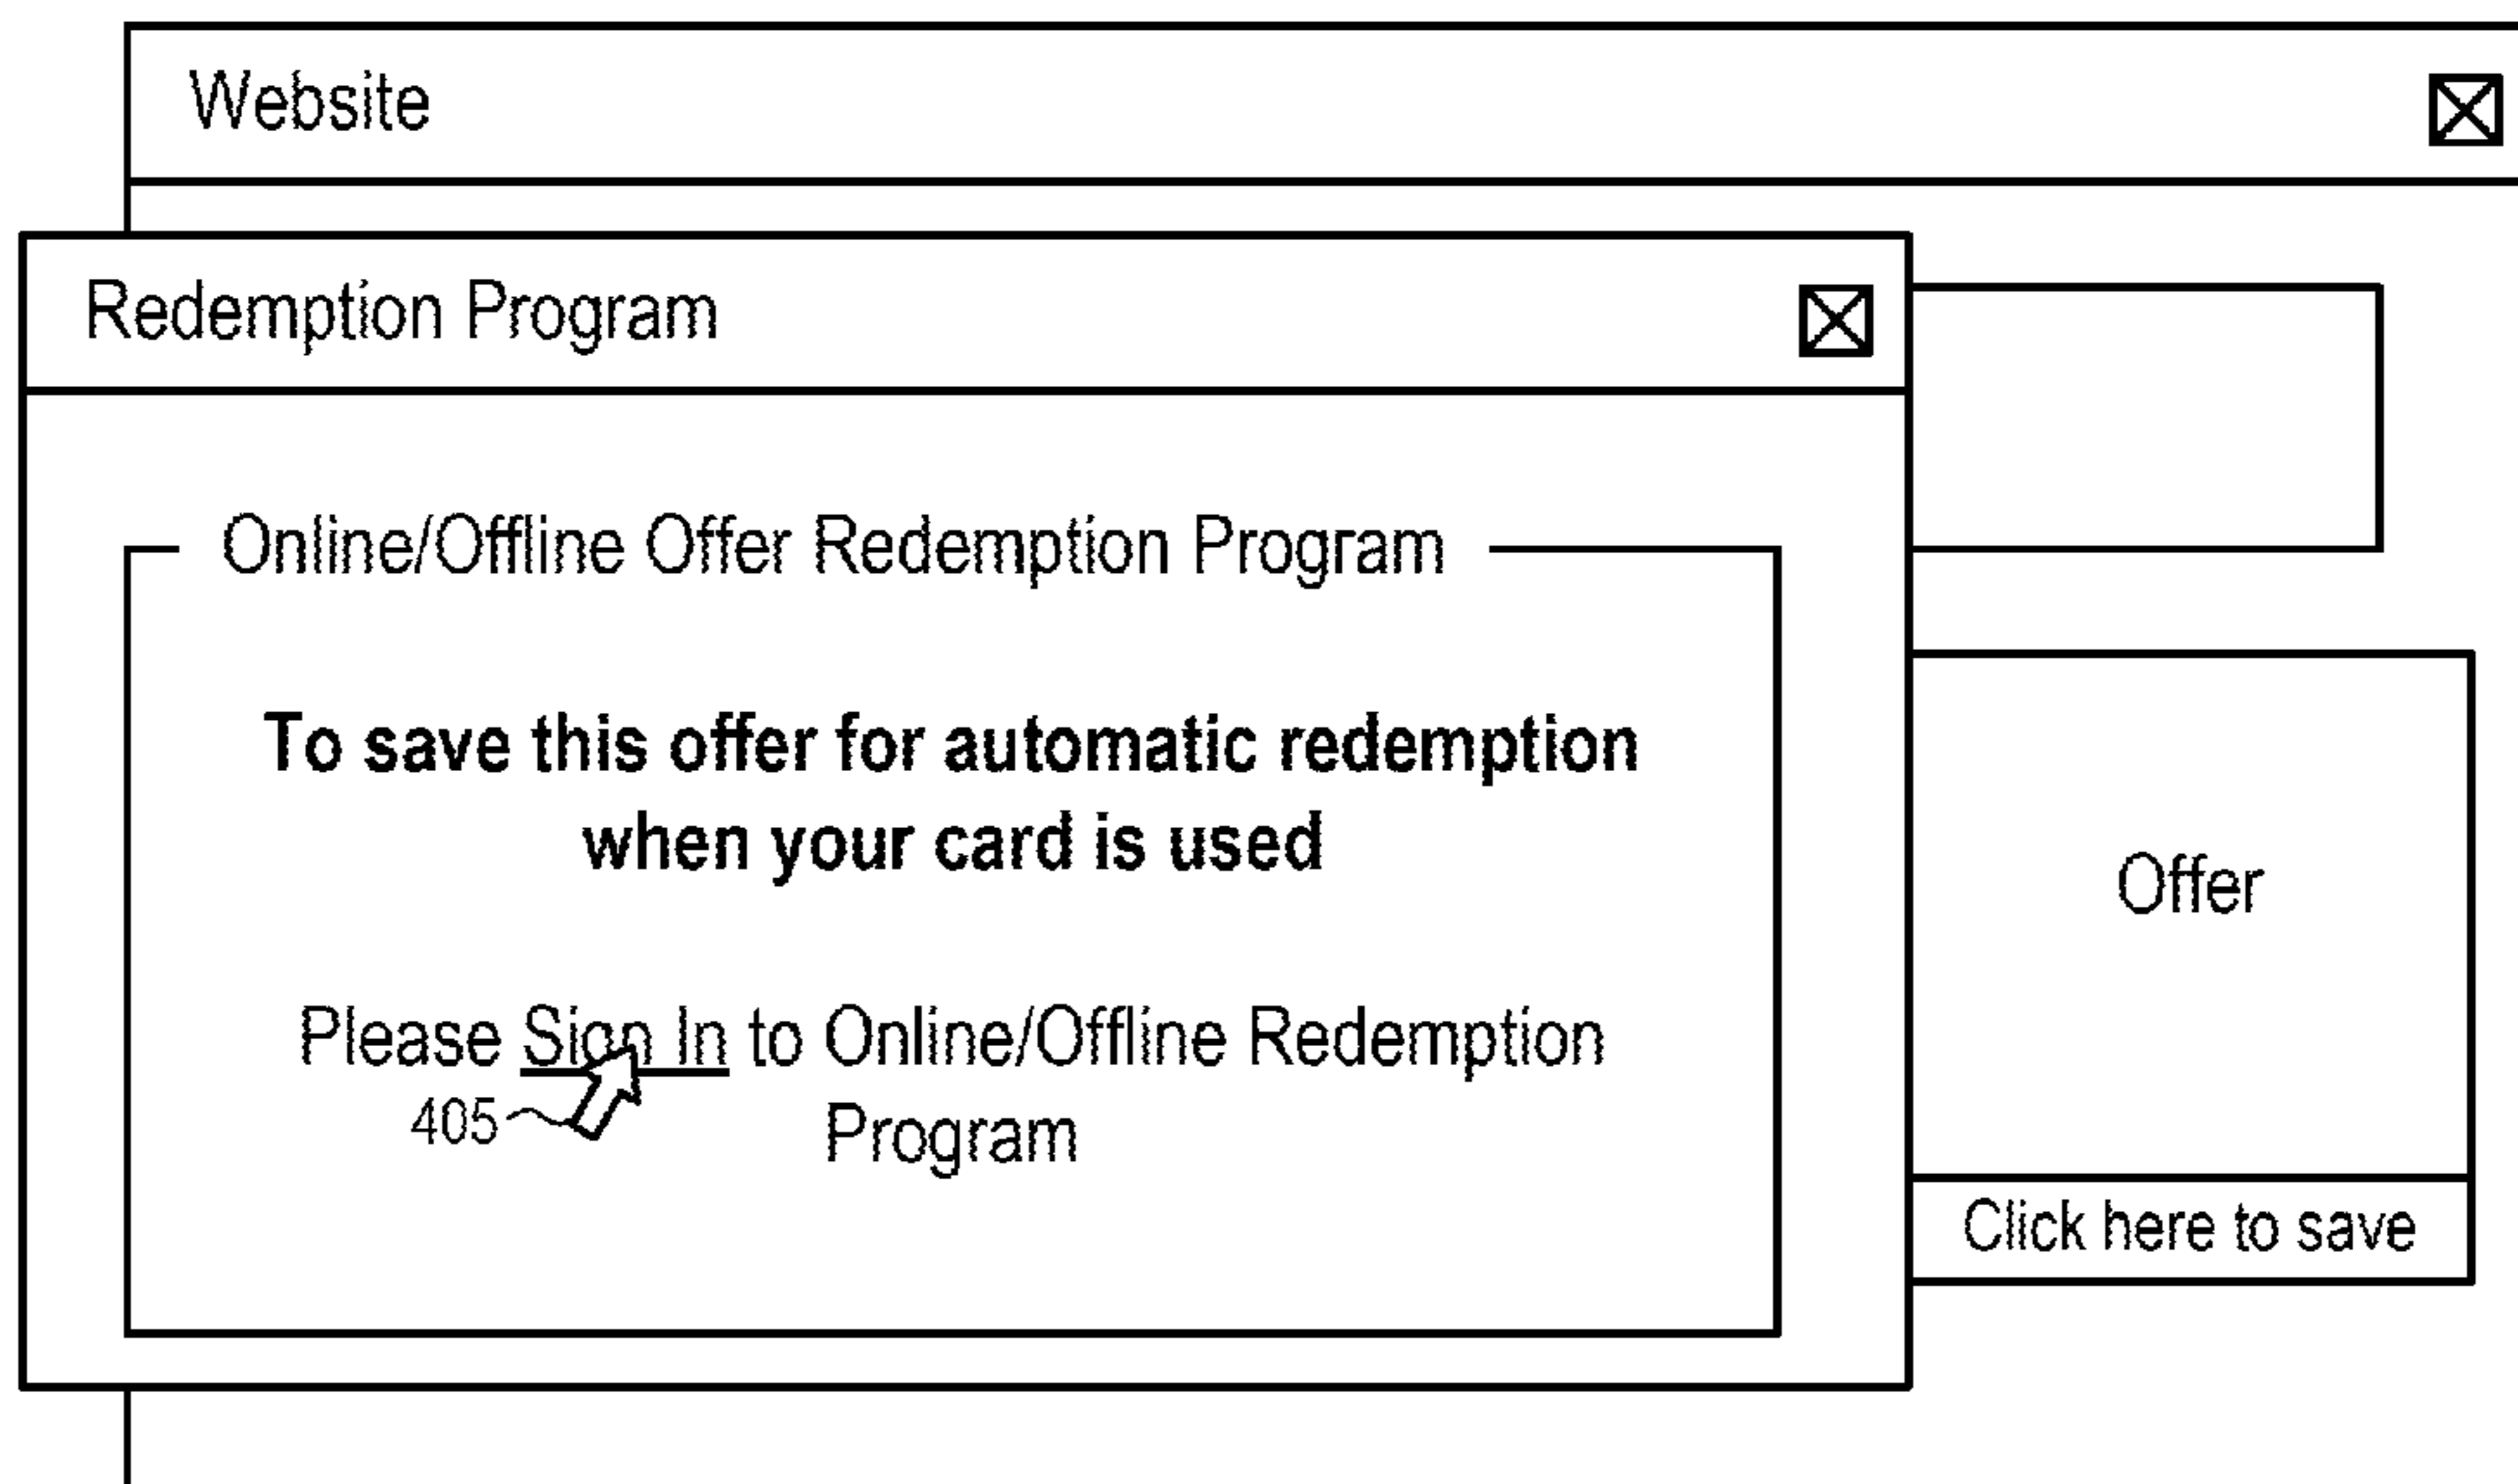 Website
Redemption Program
Online/Offline Offer Redemption Program
To save this offer for automatic redemption
when your card is used
Please Sign In to Online/Offline Redemption
405
Program
Offer
Click here to save